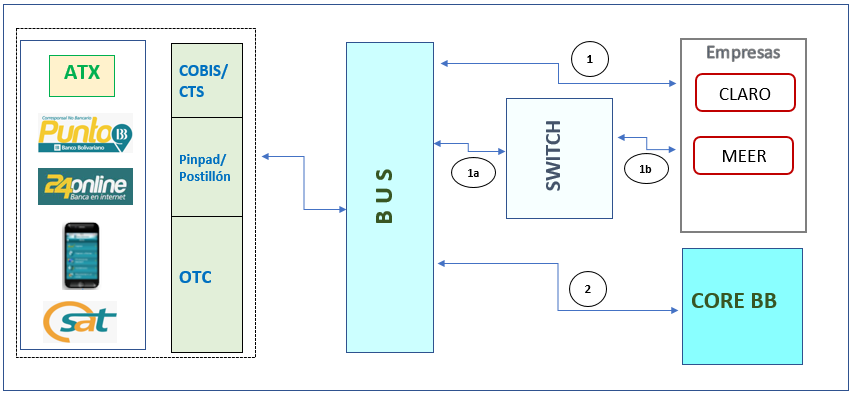 ATX
Corresponsal No Bancario
Punto BB
Banco Bolivariano
24online
Banca en internet
sat
COBIS/
CTS
Pinpad/
Postillón
OTC
BUS
1
1a
SWITCH
1b
2
Empresas
CLARO
MEER
CORE BB